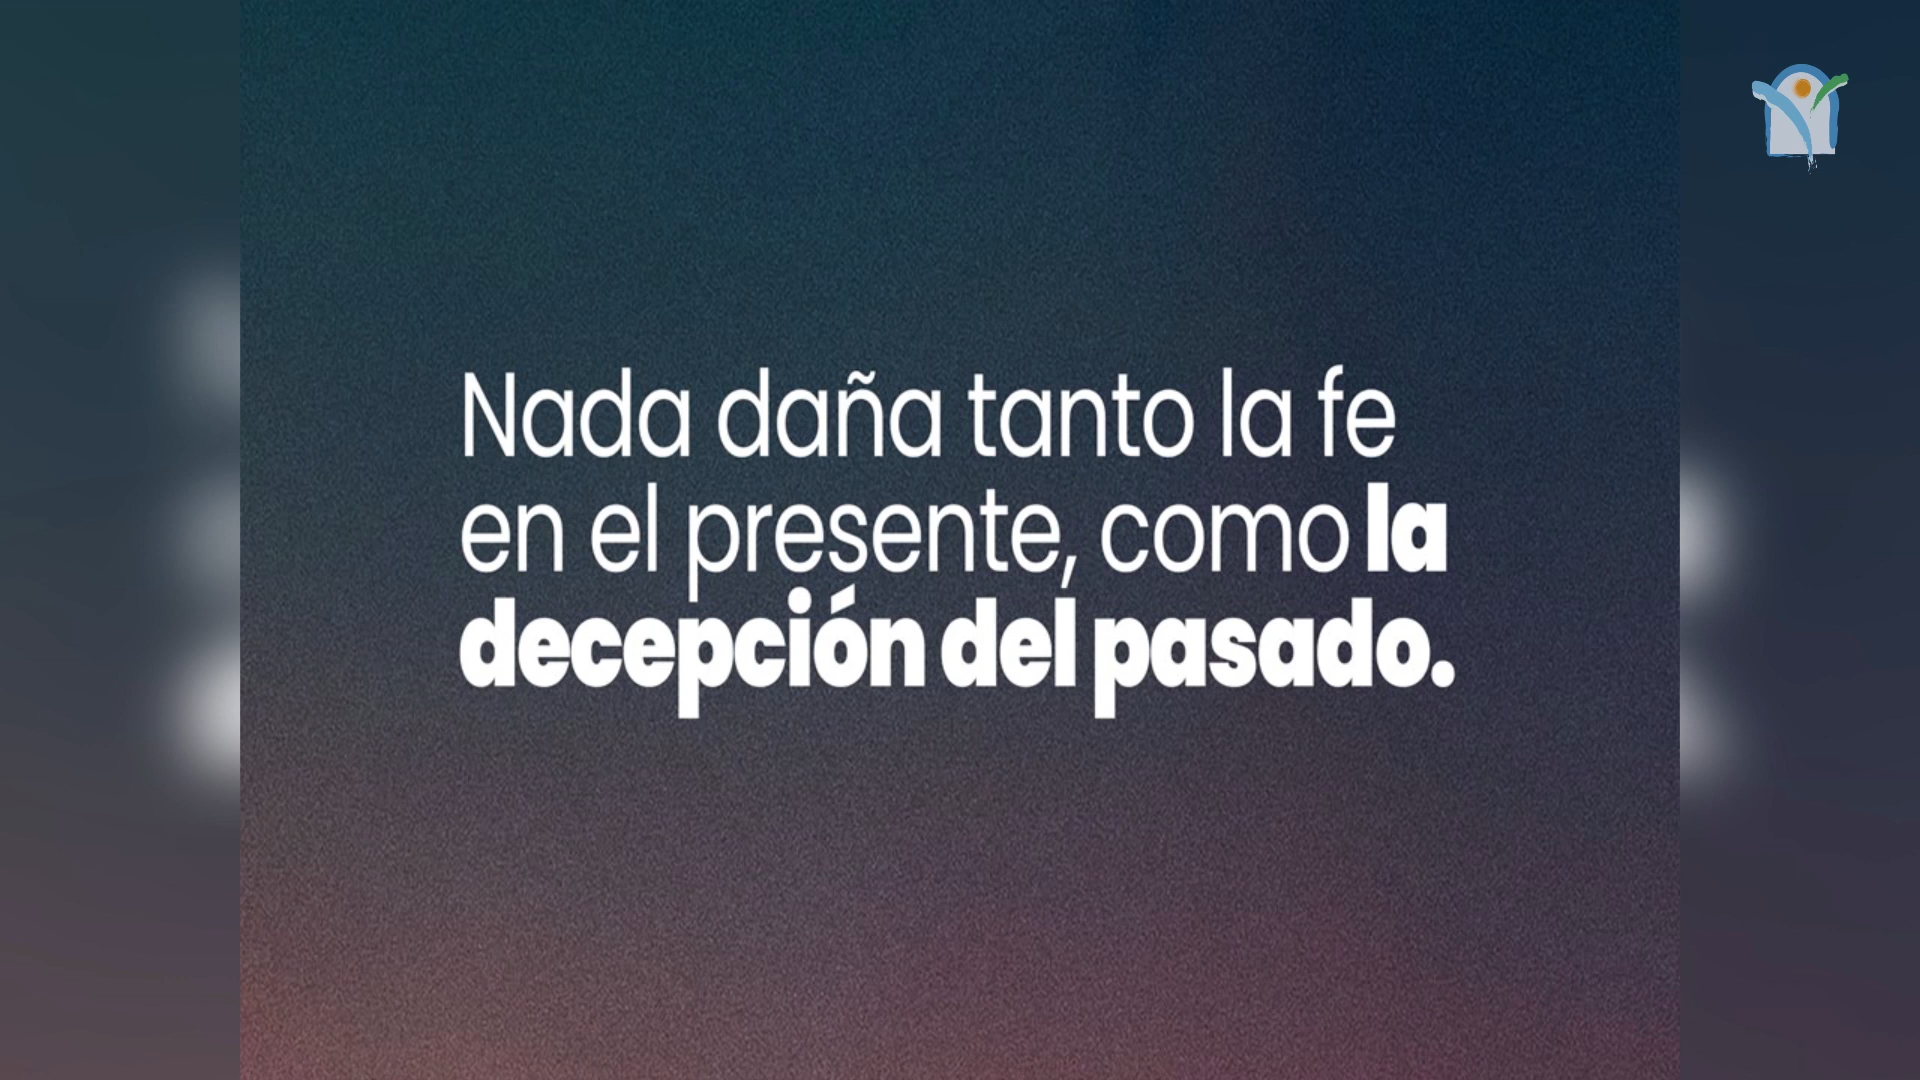 Nada daña tanto la fe
en el presente, como la
decepción del pasado.